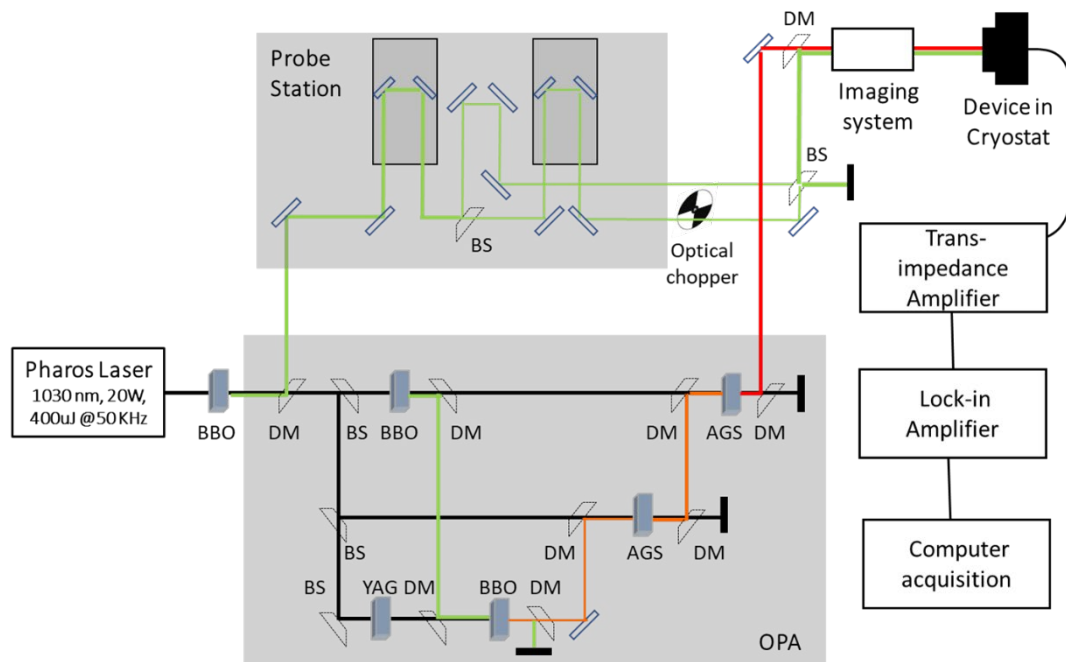 DM
Probe
Station
Imaging
system
Device in
Cryostat
BS
BS
Optical
chopper
Trans-
impedance
Amplifier
Pharos Laser
1030 nm, 20W,
400uJ @50 KHz
BBO
DM
BS
BBO
DM
DM
AGS
DM
Lock-in
Amplifier
BS
DM
AGS
DM
Computer
acquisition
BS
YAG
DM
BBO
DM
OPA